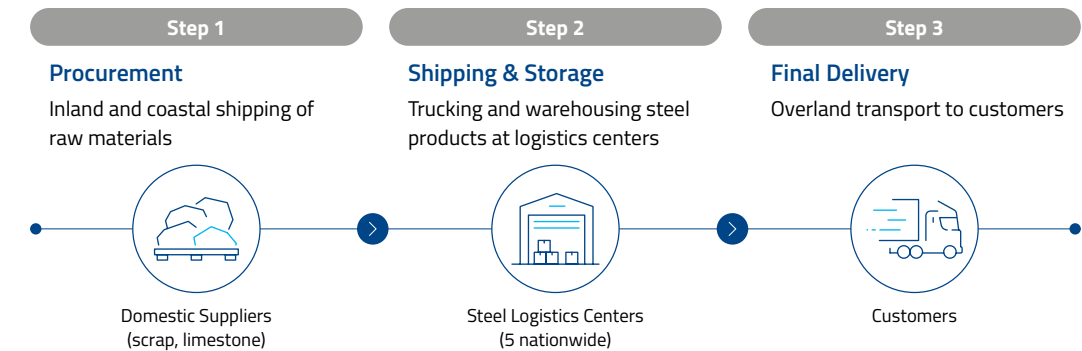 Step 1
Step 2
Step 3
Procurement
Inland and coastal shipping of
raw materials
Shipping & Storage
Trucking and warehousing steel
products at logistics centers
Final Delivery
Overland transport to customers
Domestic Suppliers
(scrap, limestone)
Steel Logistics Centers
(5 nationwide)
Customers